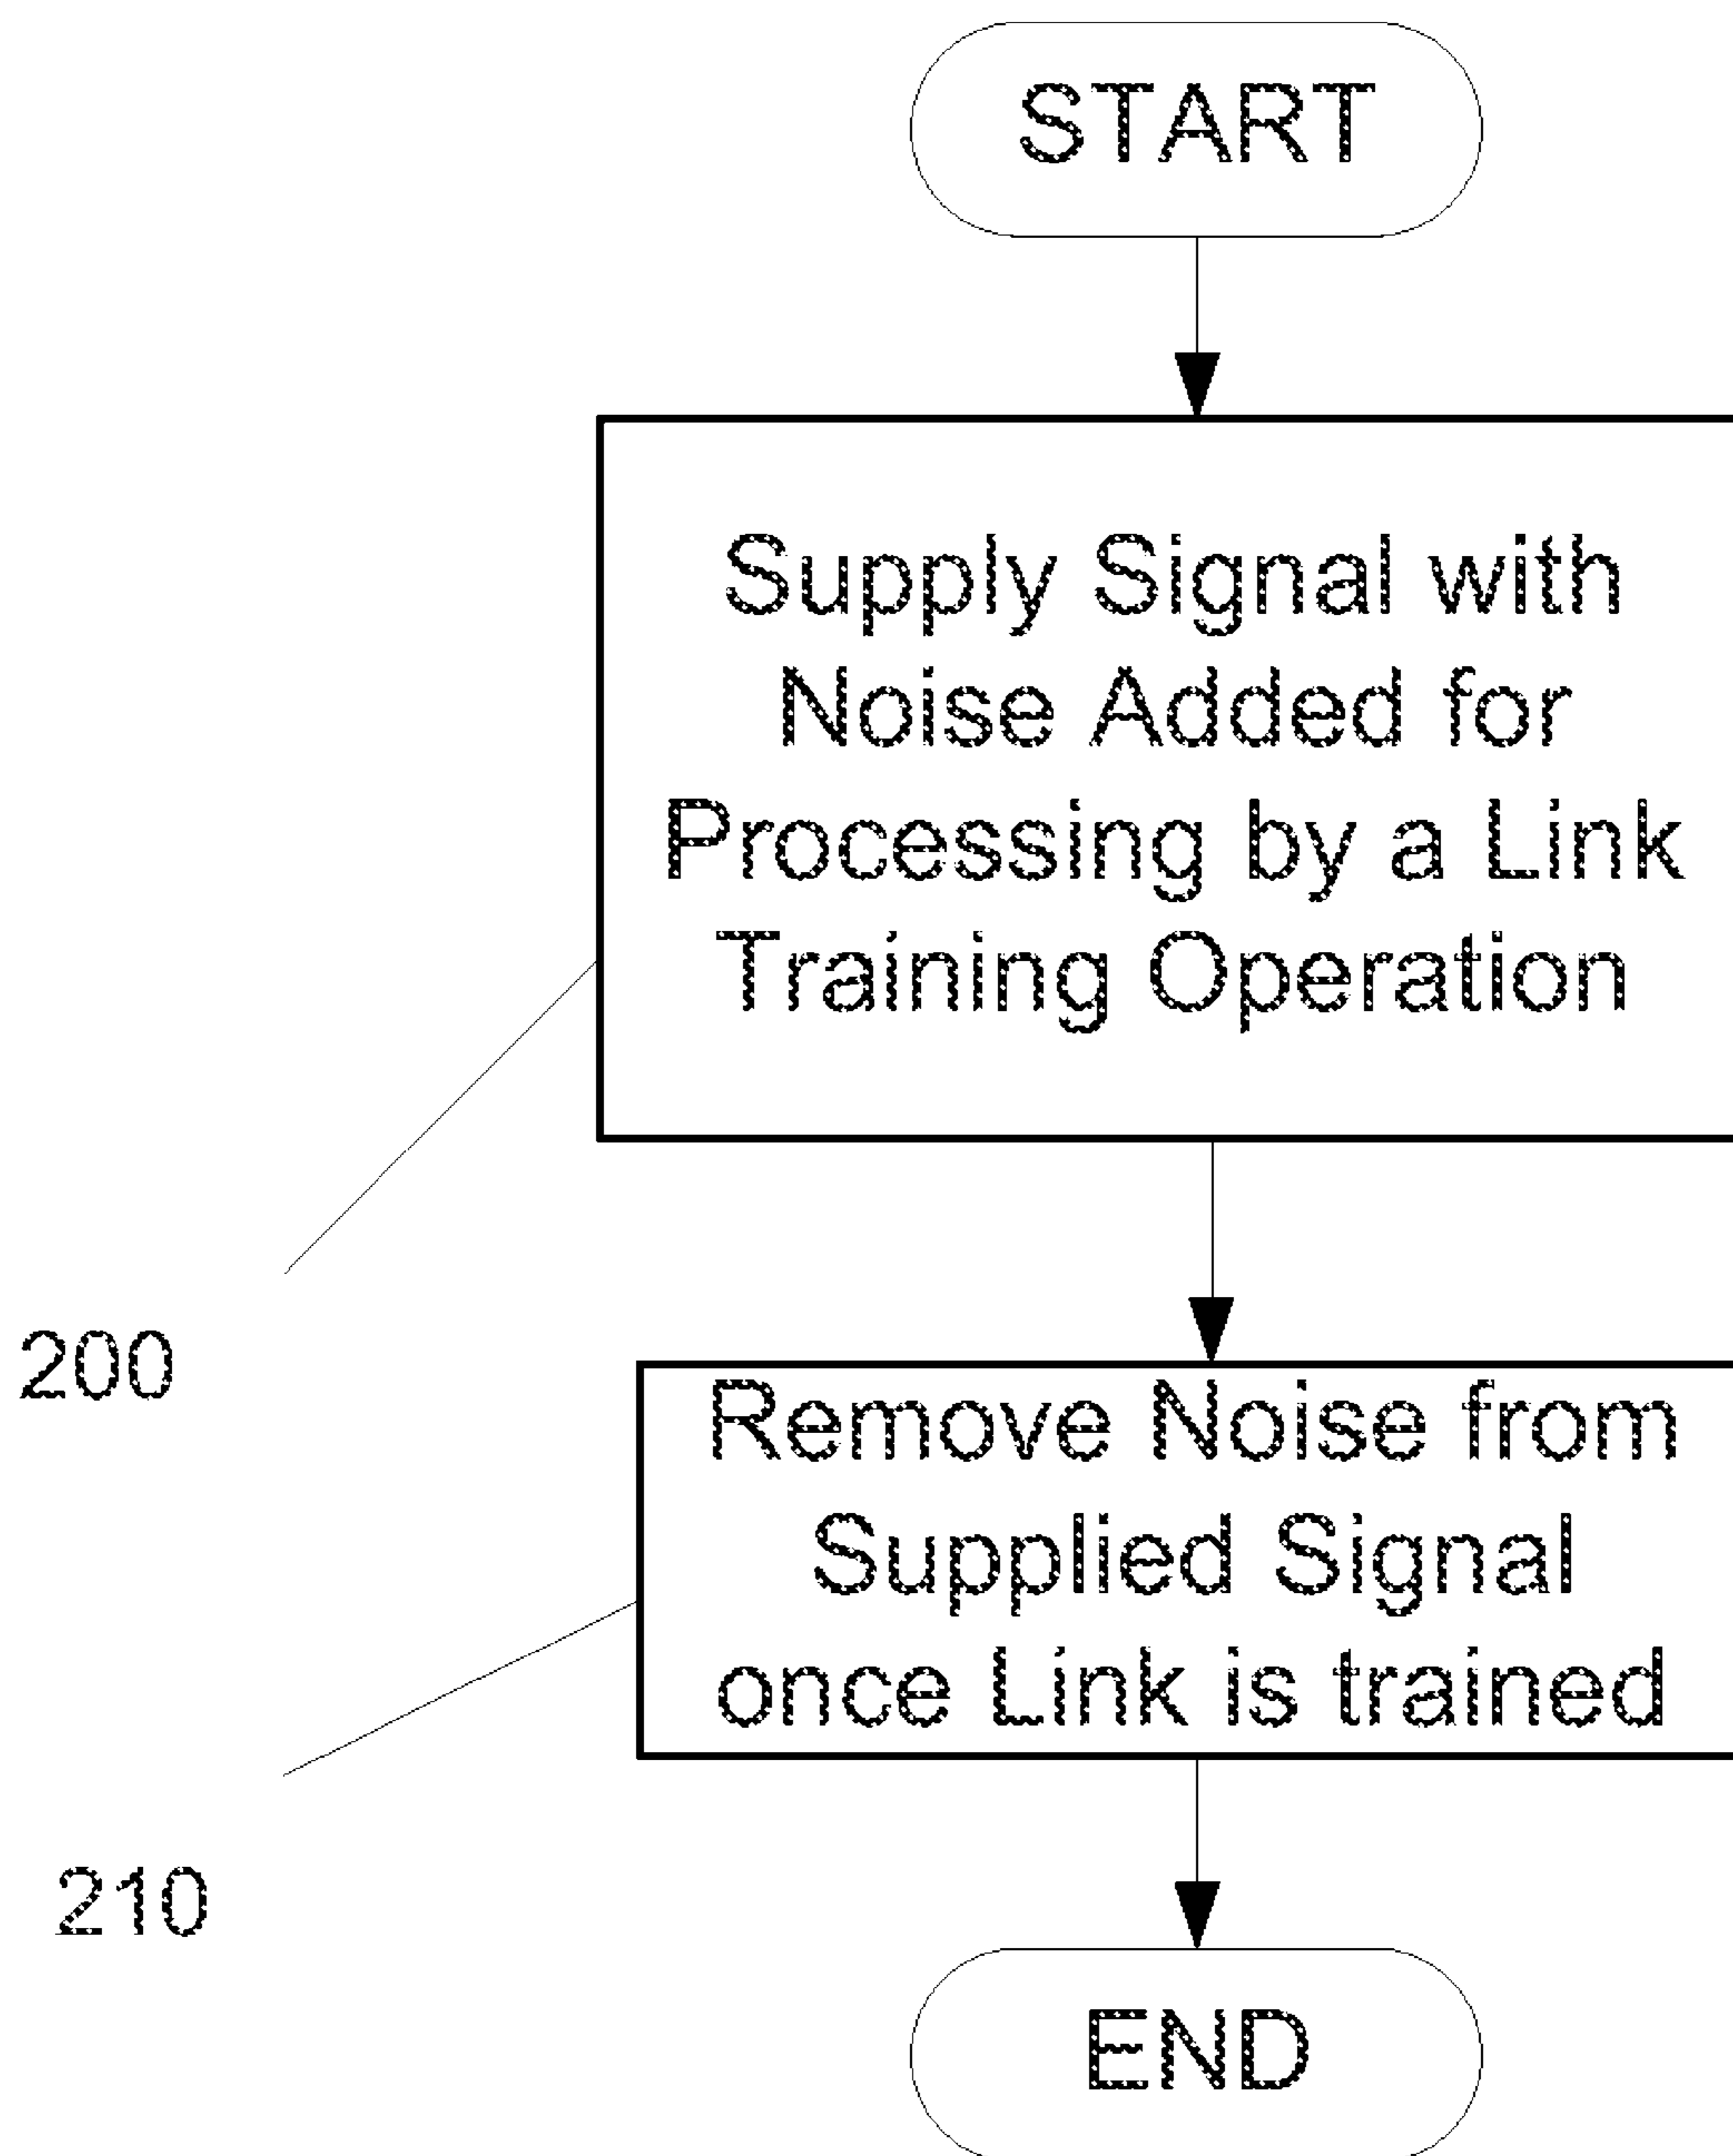 START
Supply Signal with
Noise Added for
Processing by a Link
Training Operation
200
Remove Noise from
Supplied Signal
once Link is trained
210
END